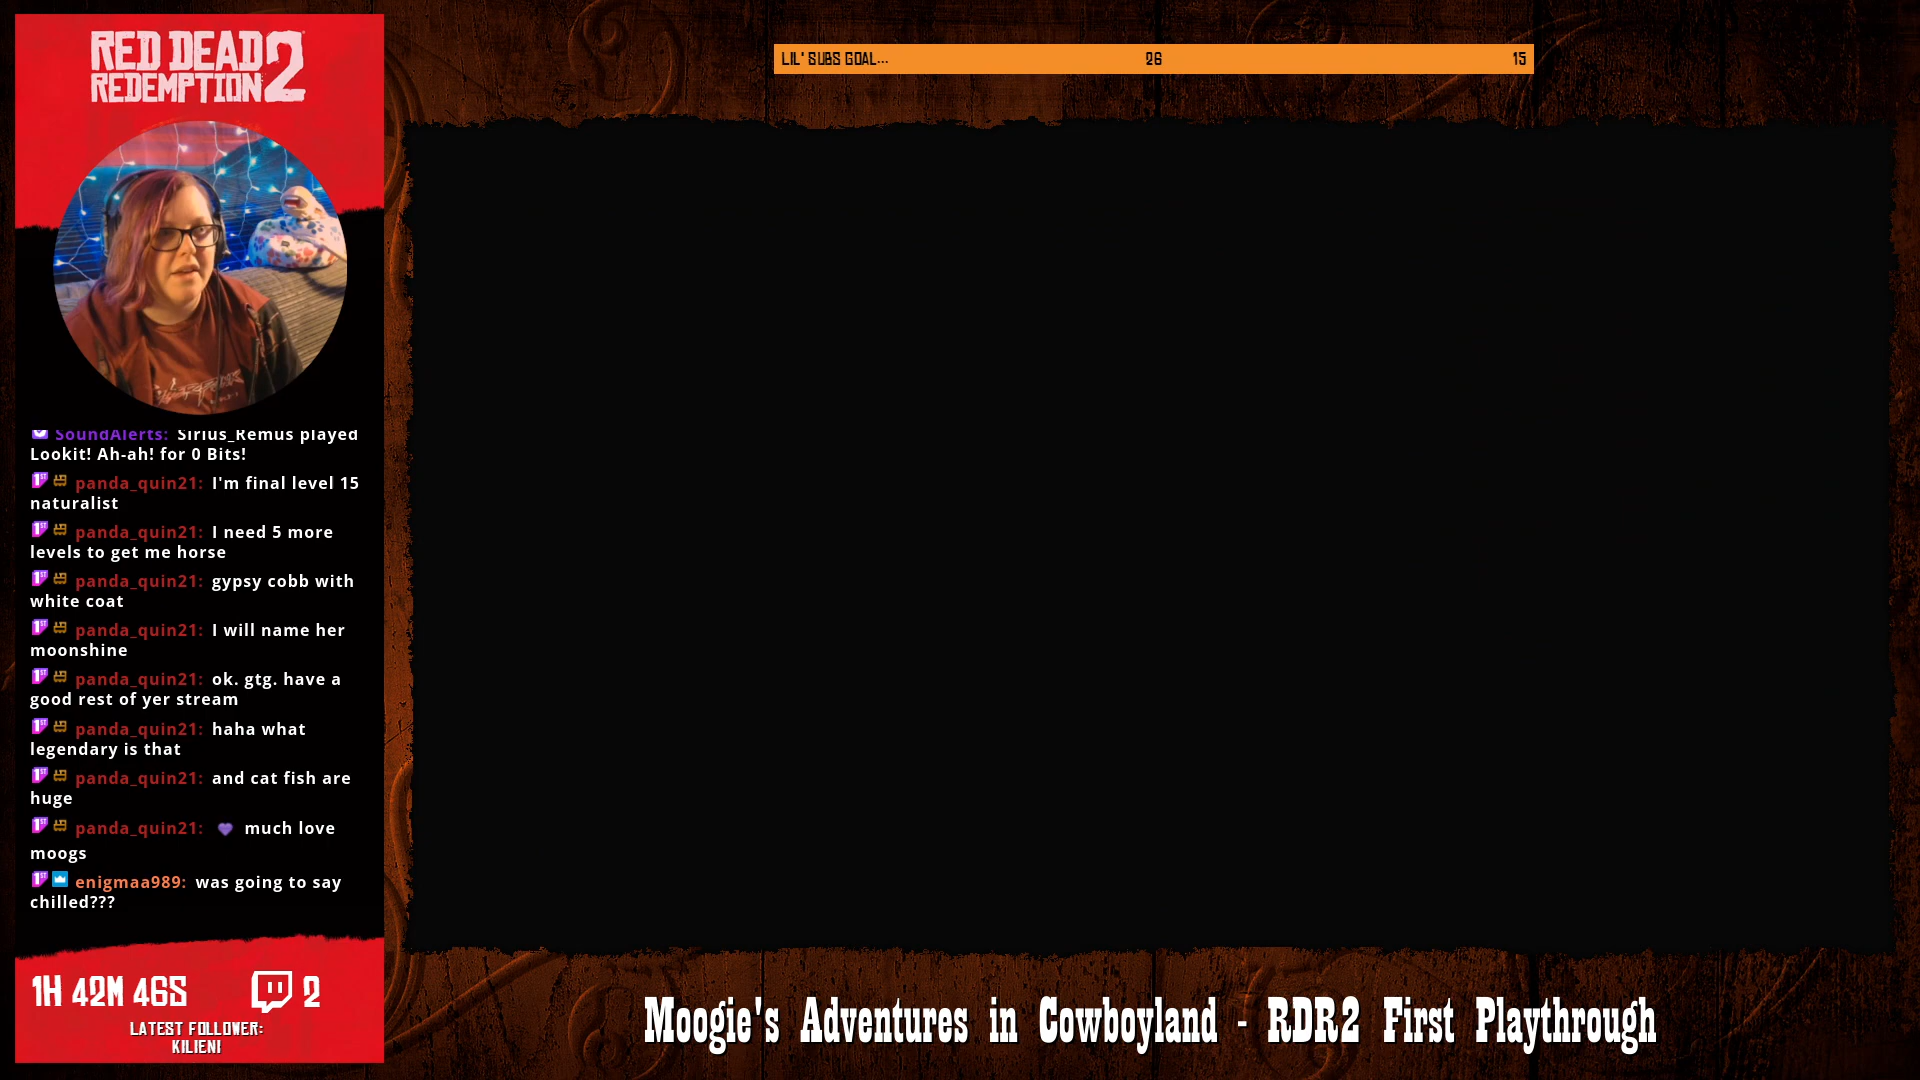 RED DEAD
REDEMPTION 2
LIL' SUBS GOAL...
26
15
SoundAlerts: Sirius_Remus played
Lookit! Ah-ah! for 0 Bits!
panda_quin21: I'm final level 15
naturalist
panda_quin21: I need 5 more
levels to get me horse
panda_quin21: gypsy cobb with
white coat
panda_quin21: I will name her
moonshine
panda_quin21: ok. gtg. have a
good rest of yer stream
panda_quin21: haha what
legendary is that
panda_quin21: and cat fish are
huge
panda_quin21: 💜 much love
moogs
enigmaa989: was going to say
chilled???
1H 42M 46S
2
LATEST FOLLOWER:
KILIENI
Moogie's Adventures in Cowboyland - RDR2 First Playthrough